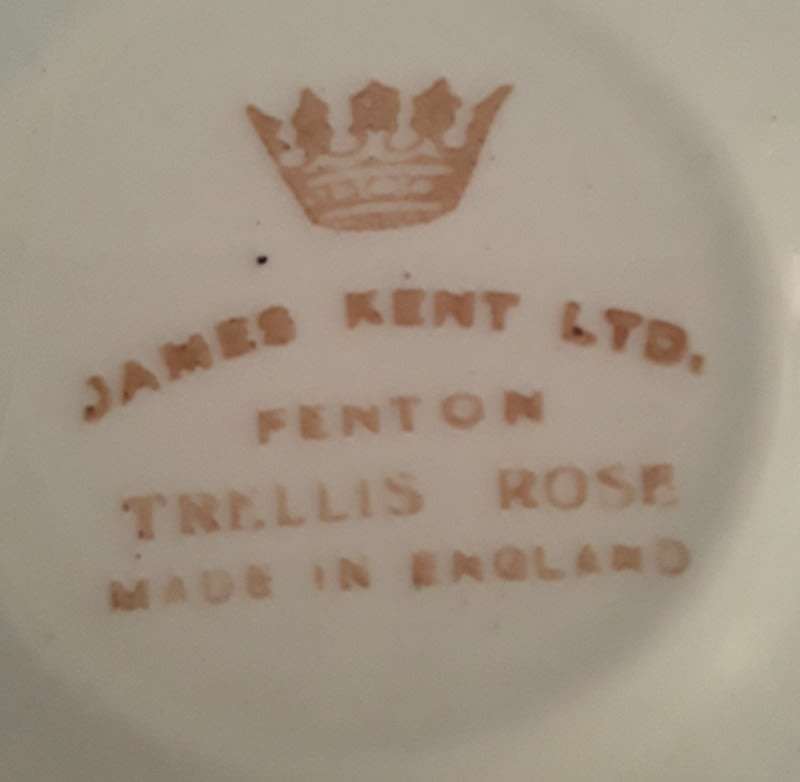 JAMES KENT LTD.
FENTON
TRELLIS ROSE
MADE IN ENGLAND